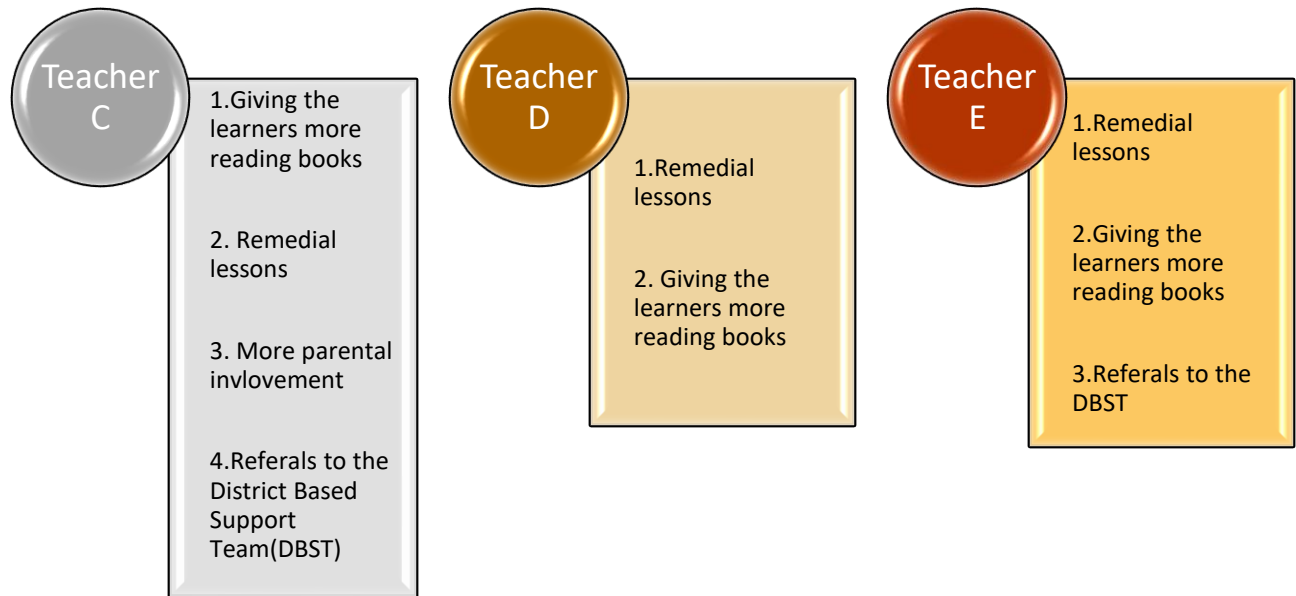 Teacher
C
1.Giving the
learners more
reading books
2. Remedial
lessons
3. More parental
invlovement
4.Referals to the
District Based
Support
Team(DBST)
Teacher
D
1.Remedial
lessons
2. Giving the
learners more
reading books
Teacher
E
1.Remedial
lessons
2.Giving the
learners more
reading books
3.Referals to the
DBST